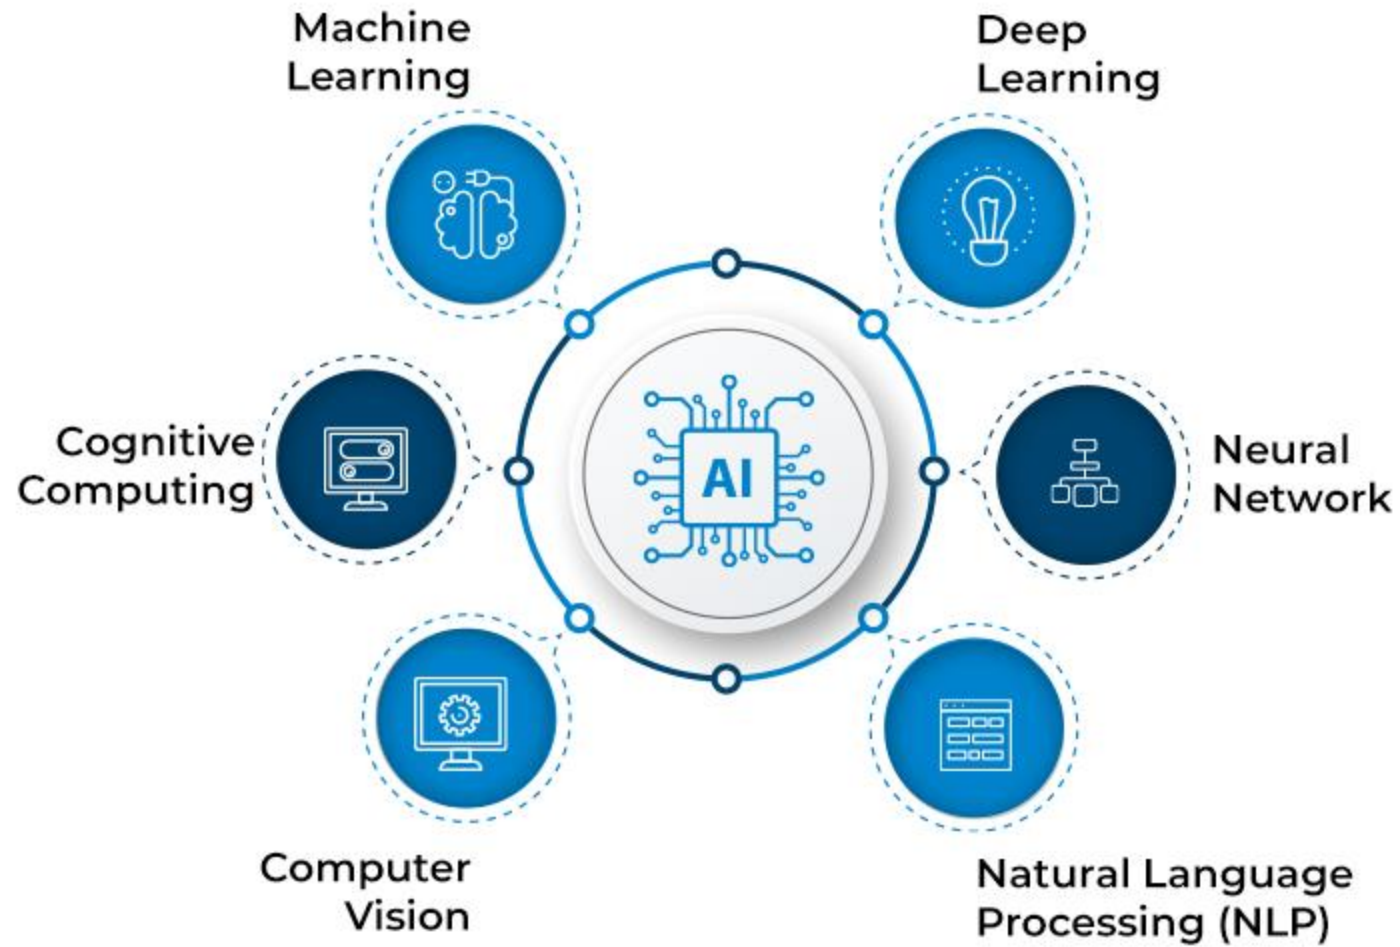 Machine
Learning
Deep
Learning
Cognitive
Computing
AI
Neural
Network
Computer
Vision
Natural Language
Processing (NLP)